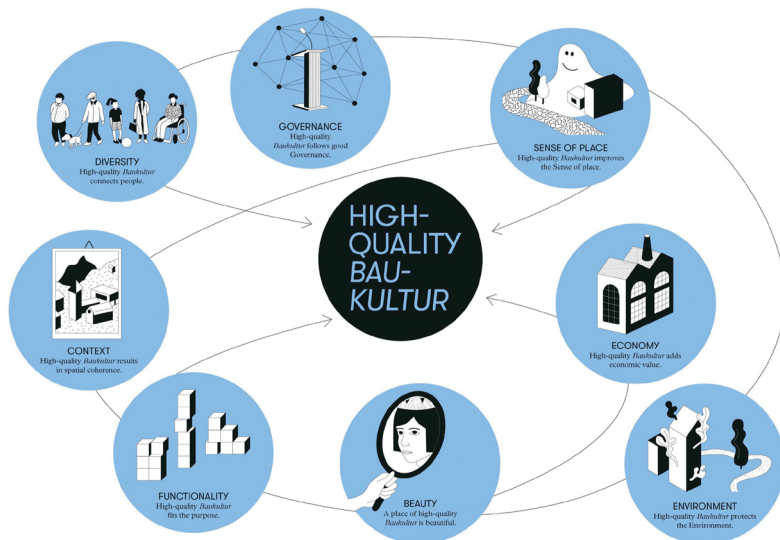 GOVERNANCE
High-quality
Baukultur follows good
Governance.
DIVERSITY
High-quality Baukultur
connects people.
SENSE OF PLACE
High-quality Baukultur improves
the Sense of place.
HIGH-
QUALITY
BAU-
KULTUR
CONTEXT
High-quality Baukultur results
in spatial coherence.
ECONOMY
High-quality Baukultur adds
economic value.
FUNCTIONALITY
High-quality Baukultur
fits the purpose.
BEAUTY
A place of high-quality
Baukultur is beautiful.
ENVIRONMENT
High-quality Baukultur protects
the Environment.